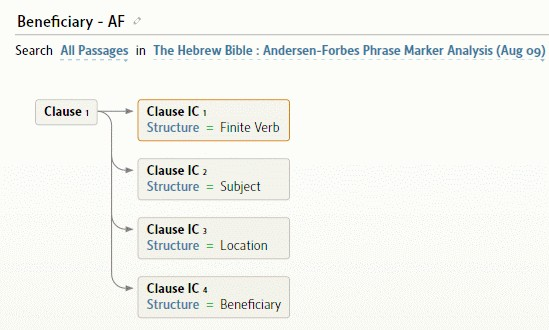 Beneficiary - AF
Search All Passages in The Hebrew Bible : Andersen-Forbes Phrase Marker Analysis (Aug 09)
Clause 1
Clause IC 1
Structure = Finite Verb
Clause IC 2
Structure = Subject
Clause IC 3
Structure = Location
Clause IC 4
Structure = Beneficiary